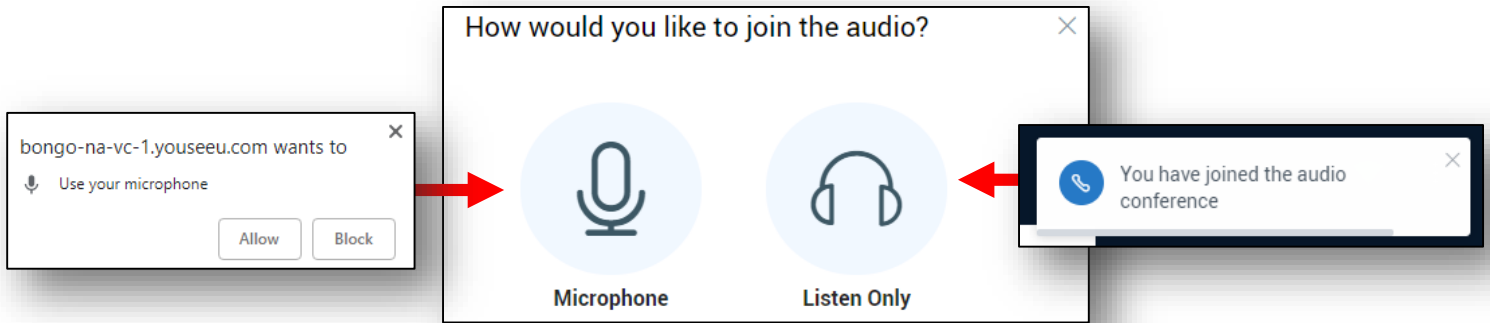 How would you like to join the audio?
bongo-na-vc-1.youseeu.com wants to
Use your microphone
Allow Block
Microphone Listen Only
You have joined the audio
conference